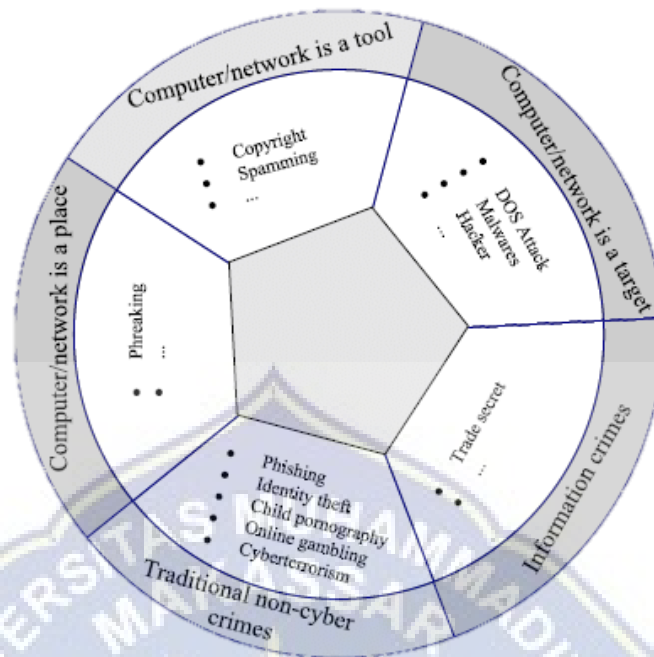 Computer/network is a tool
• Copyright
• Spamming
• ...
Computer/network is a target
• DOS Attack
• Malwares
• Hacker
• ...
Information crimes
• Trade secret
• ...
Traditional non-cyber
crimes
• Phishing
• Identity theft
• Child pornography
• Online gambling
• Cyberterrorism
Computer/network is a place
• Phreaking
• ...
MAKASSAR